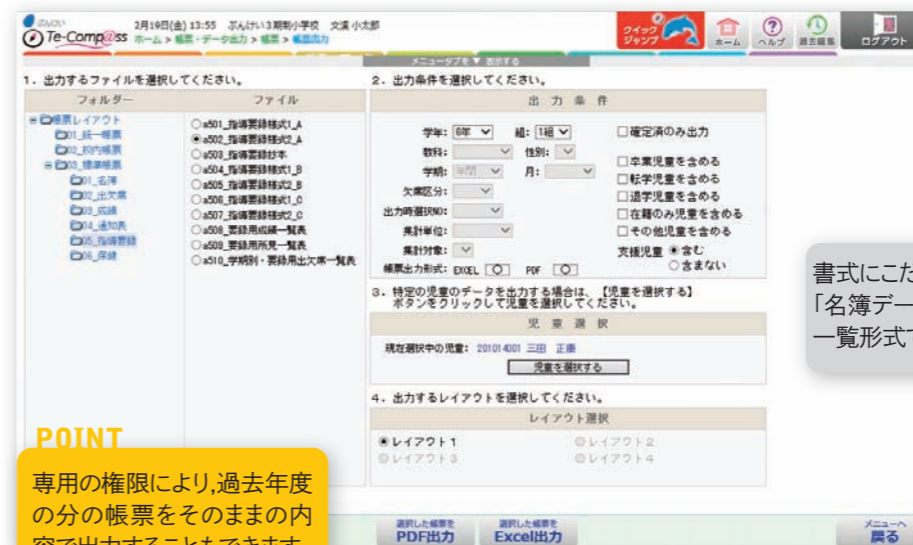 ぶんけい
Te-Comp@ss
2月19日(金) 13:55 ぶんけい3期制小学校 文溪 小太郎
ホーム > 帳票・データ出力 > 帳票 > 帳票出力
クイック
ジャンプ
ホーム
ヘルプ
過去編集
ログアウト
メニュータブを▼表示する
1. 出力するファイルを選択してください。
フォルダー ファイル
帳票レイアウト
01_統一帳票
02_校内帳票
03_標準帳票
01_名簿
02_出欠席
03_成績
04_通知表
05_指導要録
06_保健
a501_指導要録様式1_A
a502_指導要録様式2_A
a503_指導要録抄本
a504_指導要録様式1_B
a505_指導要録様式2_B
a506_指導要録様式1_C
a507_指導要録様式2_C
a508_要録用成績一覧表
a509_要録用所見一覧表
a510_学期別・要録用出欠席一覧表
2. 出力条件を選択してください。
出力条件
学年: 6年 組: 1組
教科: 性別:
学期: 年間 月:
欠席区分:
出力時選択NO:
集計単位:
集計対象:
帳票出力形式: EXCEL 〇 PDF 〇
確定済のみ出力
卒業児童を含める
転学児童を含める
退学児童を含める
在籍のみ児童を含める
その他児童を含める
支援児童 含む
含まない
3. 特定の児童のデータを出力する場合は、【児童を選択する】
ボタンをクリックして児童を選択してください。
児童選択
現在選択中の児童: 201014001 三田 正康
児童を選択する
4. 出力するレイアウトを選択してください。
レイアウト選択
レイアウト1 レイアウト2
レイアウト3 レイアウト4
選択した帳票を
PDF出力
選択した帳票を
Excel出力
メニューへ
戻る
POINT
専用の権限により,過去年度
の分の帳票をそのままの内
容で出力することもできます
書式にこだ
「名簿デー
一覧形式で